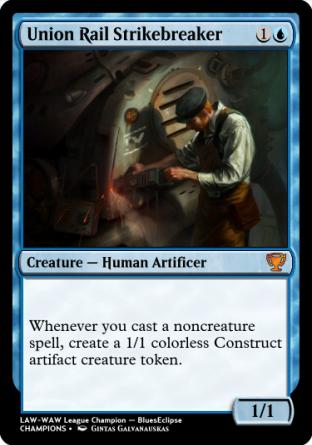 Union Rail Strikebreaker 1
Creature — Human Artificer
Whenever you cast a noncreature
spell, create a 1/1 colorless Construct
artifact creature token.
1/1
LAW-WAW League Champion — BluesEclipse
CHAMPIONS • Gintas Galvanauskas